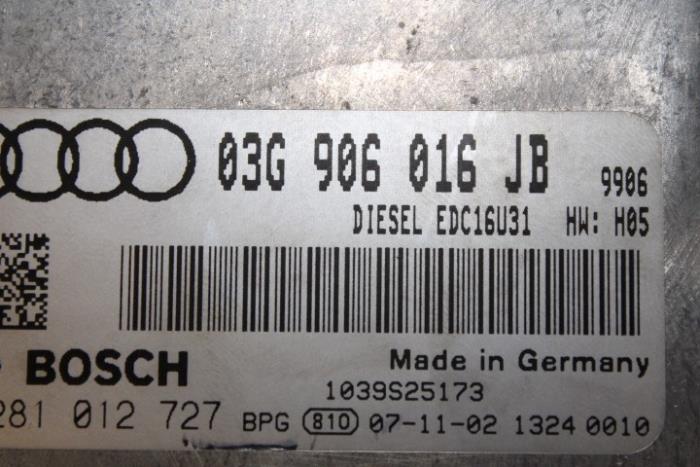 03G 906 016 JB 9906
DIESEL EDC16U31 HW: H05
BOSCH Made in Germany
1039S25173
281 012 727 BPG 810 07-11-02 1324 0010